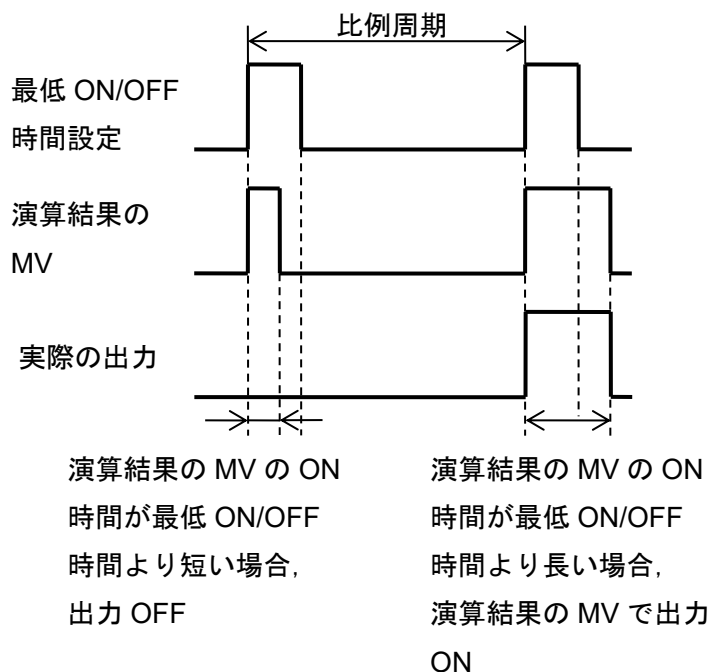 比例周期
最低 ON/OFF
時間設定
演算結果の
MV
実際の出力
演算結果の MV の ON
時間が最低 ON/OFF
時間より短い場合,
出力 OFF
演算結果の MV の ON
時間が最低 ON/OFF
時間より長い場合,
演算結果の MV で出力
ON